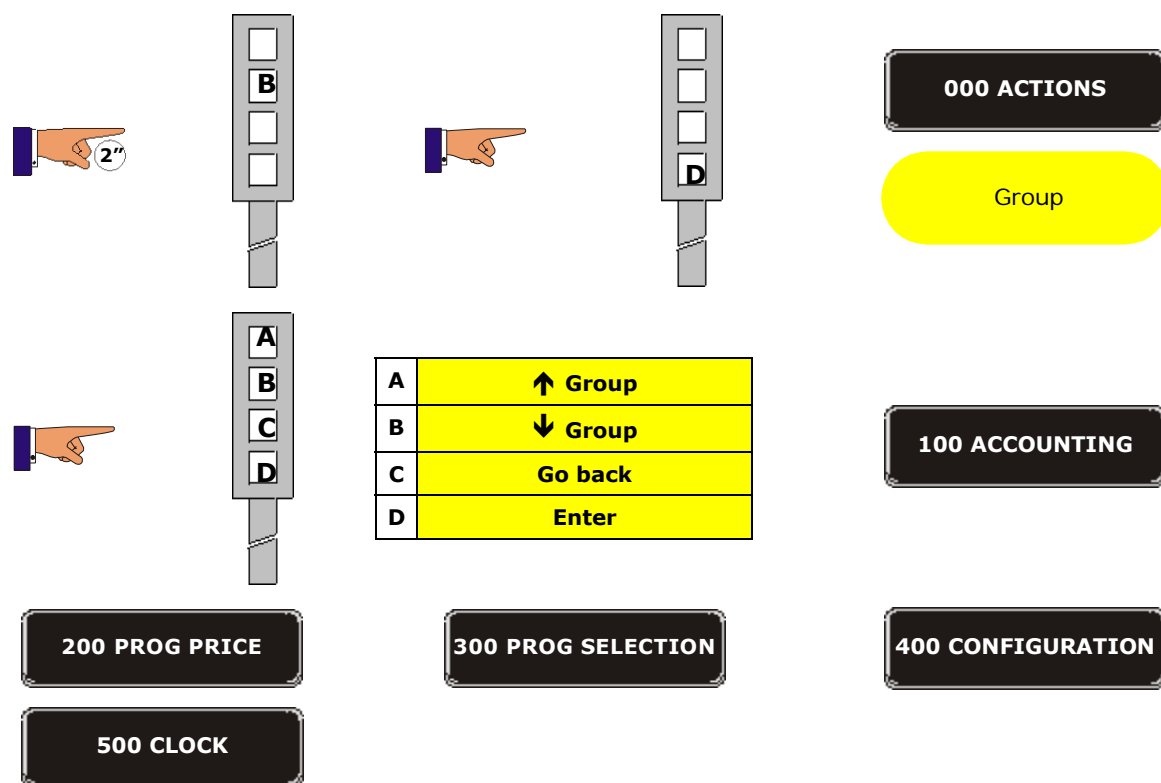 B
2”
D
000 ACTIONS
Group
A
B
C
D
A ↑ Group
B ↓ Group
C Go back
D Enter
100 ACCOUNTING
200 PROG PRICE
300 PROG SELECTION
400 CONFIGURATION
500 CLOCK